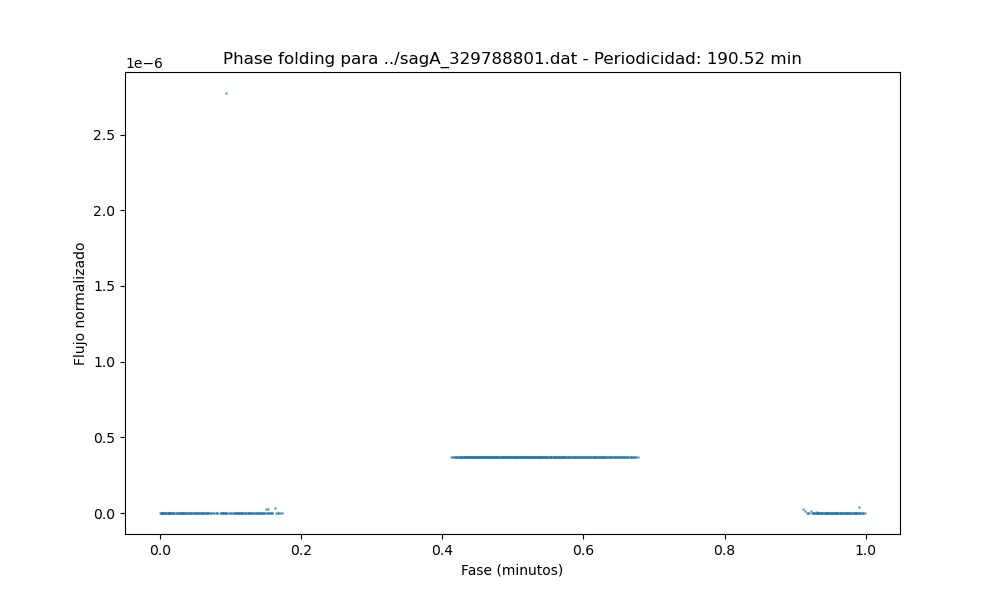 Phase folding para ../sagA_329788801.dat - Periodicidad: 190.52 min
1e−6
2.5
2.0
1.5
1.0
0.5
0.0
Flujo normalizado
0.0 0.2 0.4 0.6 0.8 1.0
Fase (minutos)